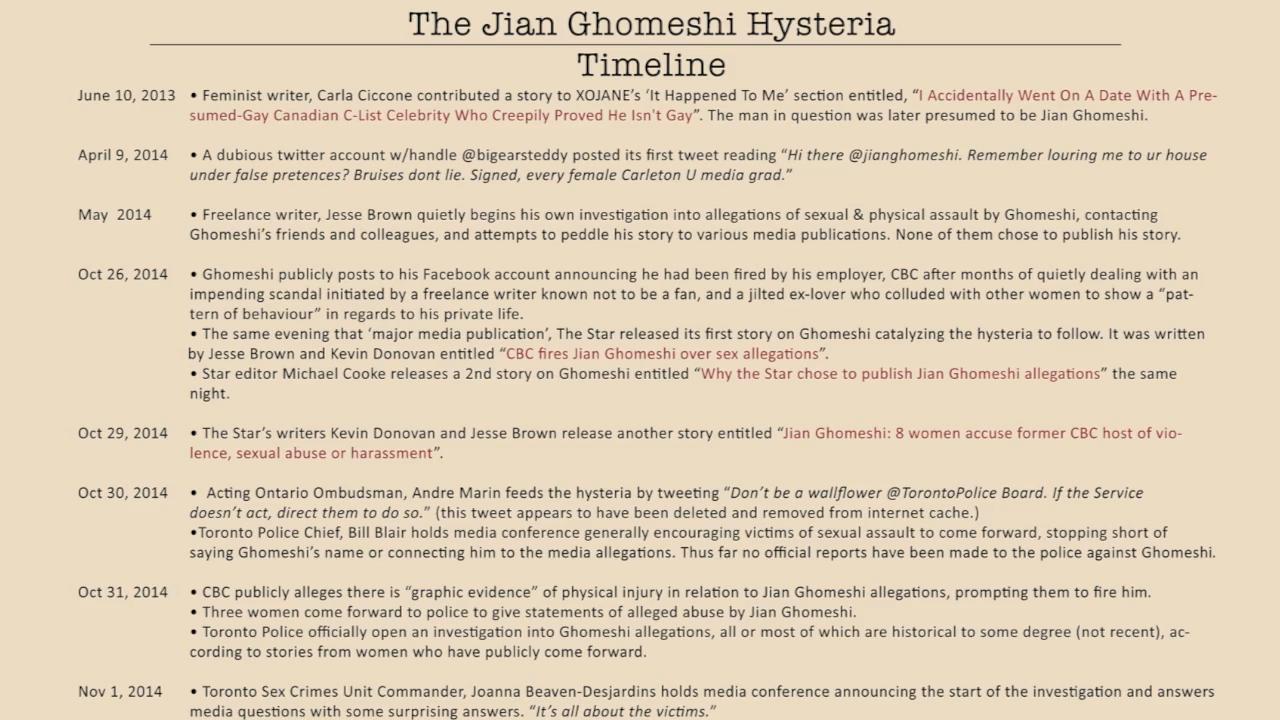 The Jian Ghomeshi Hysteria
Timeline
June 10, 2013 • Feminist writer, Carla Ciccone contributed a story to XOJANE’s ‘It Happened To Me’ section entitled, “I Accidentally Went On A Date With A Pre-
sumed-Gay Canadian C-List Celebrity Who Creepily Proved He Isn't Gay”. The man in question was later presumed to be Jian Ghomeshi.
April 9, 2014 • A dubious twitter account w/handle @bigearsteddy posted its first tweet reading “Hi there @jianghomeshi. Remember louring me to ur house
under false pretences? Bruises dont lie. Signed, every female Carleton U media grad.”
May 2014 • Freelance writer, Jesse Brown quietly begins his own investigation into allegations of sexual & physical assault by Ghomeshi, contacting
Ghomeshi’s friends and colleagues, and attempts to peddle his story to various media publications. None of them chose to publish his story.
Oct 26, 2014 • Ghomeshi publicly posts to his Facebook account announcing he had been fired by his employer, CBC after months of quietly dealing with an
impending scandal initiated by a freelance writer known not to be a fan, and a jilted ex-lover who colluded with other women to show a “pat-
tern of behaviour” in regards to his private life.
• The same evening that ‘major media publication’, The Star released its first story on Ghomeshi catalyzing the hysteria to follow. It was written
by Jesse Brown and Kevin Donovan entitled “CBC fires Jian Ghomeshi over sex allegations”.
• Star editor Michael Cooke releases a 2nd story on Ghomeshi entitled “Why the Star chose to publish Jian Ghomeshi allegations” the same
night.
Oct 29, 2014 • The Star’s writers Kevin Donovan and Jesse Brown release another story entitled “Jian Ghomeshi: 8 women accuse former CBC host of vio-
lence, sexual abuse or harassment”.
Oct 30, 2014 • Acting Ontario Ombudsman, Andre Marin feeds the hysteria by tweeting “Don’t be a wallflower @TorontoPolice Board. If the Service
doesn’t act, direct them to do so.” (this tweet appears to have been deleted and removed from internet cache.)
•Toronto Police Chief, Bill Blair holds media conference generally encouraging victims of sexual assault to come forward, stopping short of
saying Ghomeshi’s name or connecting him to the media allegations. Thus far no official reports have been made to the police against Ghomeshi.
Oct 31, 2014 • CBC publicly alleges there is “graphic evidence” of physical injury in relation to Jian Ghomeshi allegations, prompting them to fire him.
• Three women come forward to police to give statements of alleged abuse by Jian Ghomeshi.
• Toronto Police officially open an investigation into Ghomeshi allegations, all or most of which are historical to some degree (not recent), ac-
cording to stories from women who have publicly come forward.
Nov 1, 2014 • Toronto Sex Crimes Unit Commander, Joanna Beaven-Desjardins holds media conference announcing the start of the investigation and answers
media questions with some surprising answers. “It’s all about the victims.”